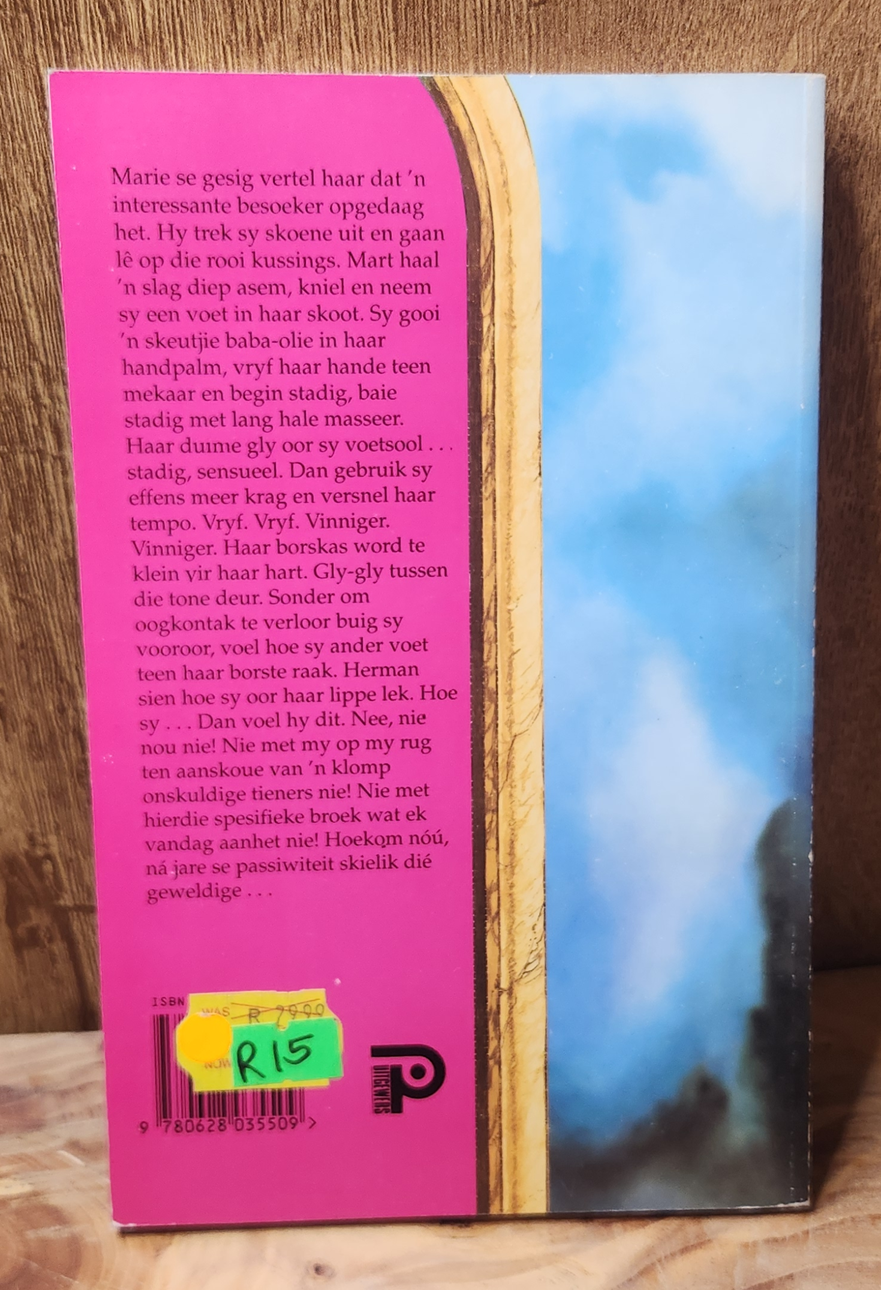 Marie se gesig vertel haar dat 'n
interessante besoeker opgedaag
het. Hy trek sy skoene uit en gaan
lê op die rooi kussings. Mart haal
'n slag diep asem, kniel en neem
sy een voet in haar skoot. Sy gooi
'n skeutjie baba-olie in haar
handpalm, vryf haar hande teen
mekaar en begin stadig, baie
stadig met lang hale masseer.
Haar duime gly oor sy voetsool . . .
stadig, sensueel. Dan gebruik sy
effens meer krag en versnel haar
tempo. Vryf. Vryf. Vinniger.
Vinniger. Haar borskas word te
klein vir haar hart. Gly-gly tussen
die tone deur. Sonder om
oogkontak te verloor buig sy
vooroor, voel hoe sy ander voet
teen haar borste raak. Herman
sien hoe sy oor haar lippe lek. Hoe
sy . . . Dan voel hy dit. Nee, nie
nou nie! Nie met my op my rug
ten aanskoue van 'n klomp
onskuldige tieners nie! Nie met
hierdie spesifieke broek wat ek
vandag aanhet nie! Hoekom nóú,
ná jare se passiwiteit skielik dié
geweldige . . .
ISBN
WAS R 2999
NOW
R 15
UITGEWERS
9 780628 035509 >